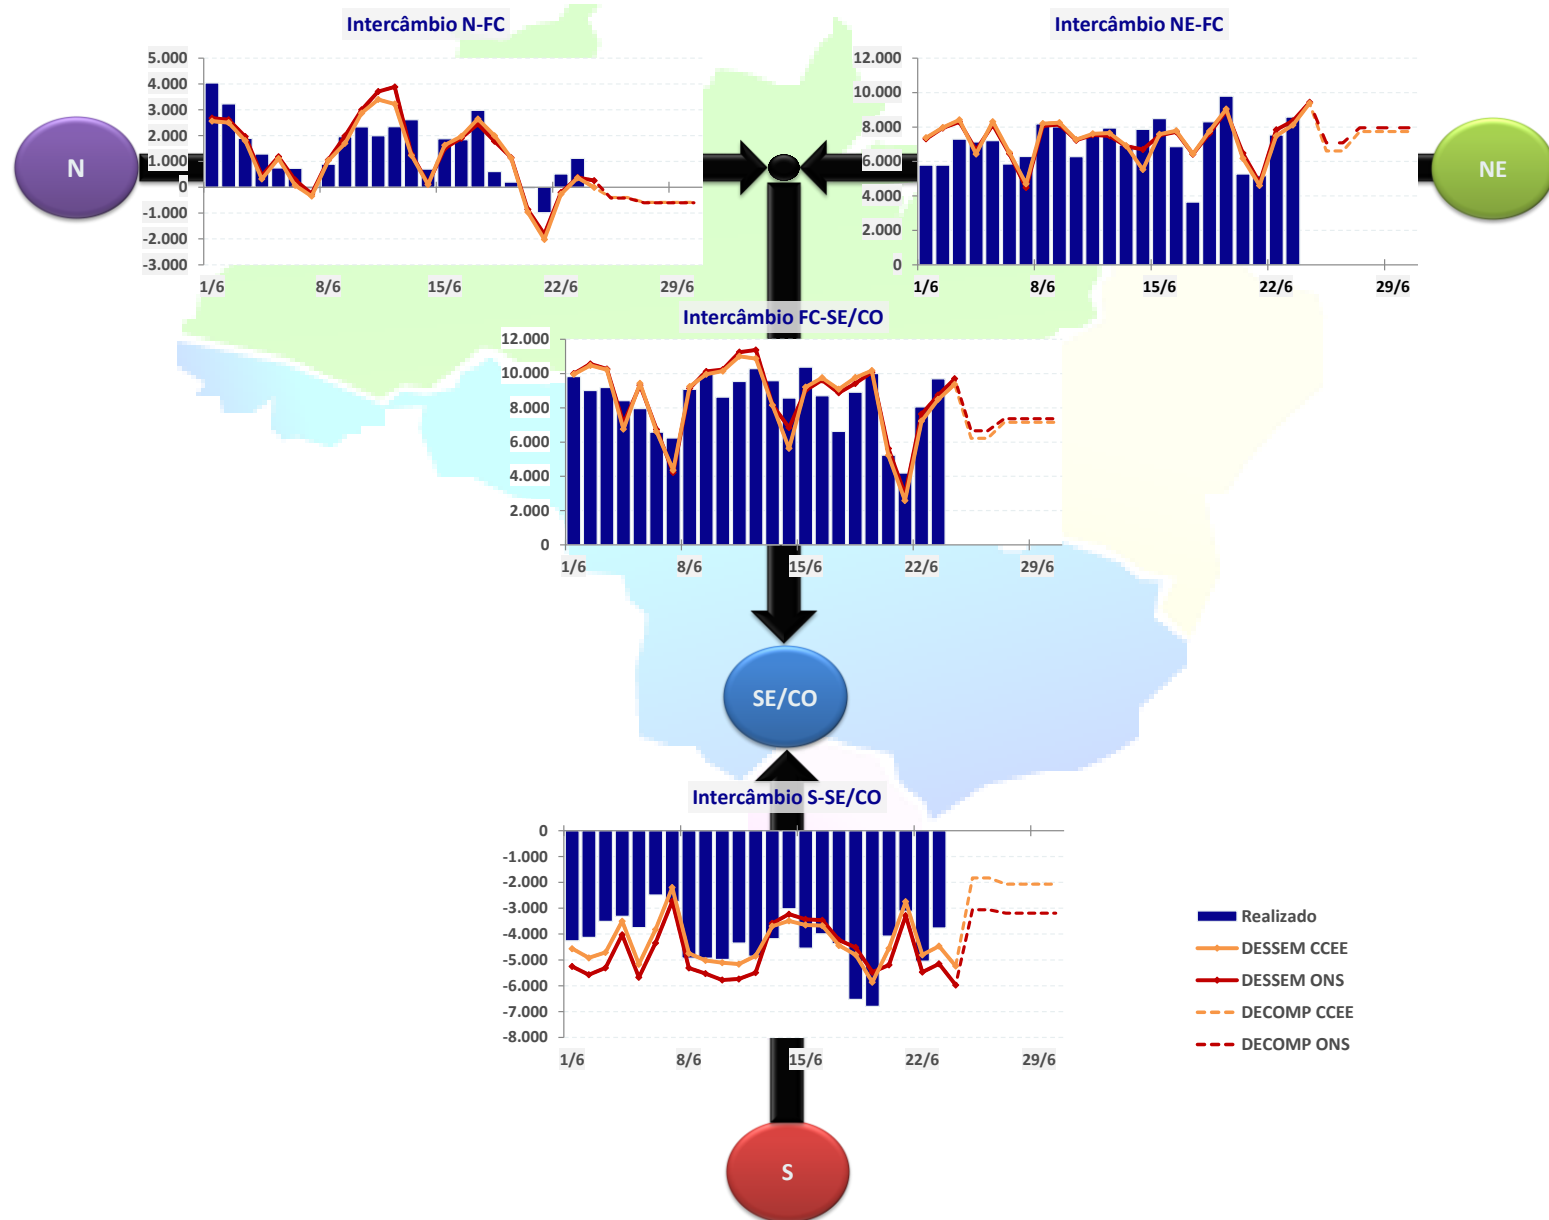 Intercâmbio N-FC
5.000
4.000
3.000
2.000
1.000
0
-1.000
-2.000
-3.000
1/6 8/6 15/6 22/6 29/6
Intercâmbio NE-FC
12.000
10.000
8.000
6.000
4.000
2.000
0
1/6 8/6 15/6 22/6 29/6
N
NE
Intercâmbio FC-SE/CO
12.000
10.000
8.000
6.000
4.000
2.000
0
1/6 8/6 15/6 22/6 29/6
SE/CO
Intercâmbio S-SE/CO
0
-1.000
-2.000
-3.000
-4.000
-5.000
-6.000
-7.000
-8.000
1/6 8/6 15/6 22/6 29/6
Realizado
DESSEM CCEE
DESSEM ONS
DECOMP CCEE
DECOMP ONS
S